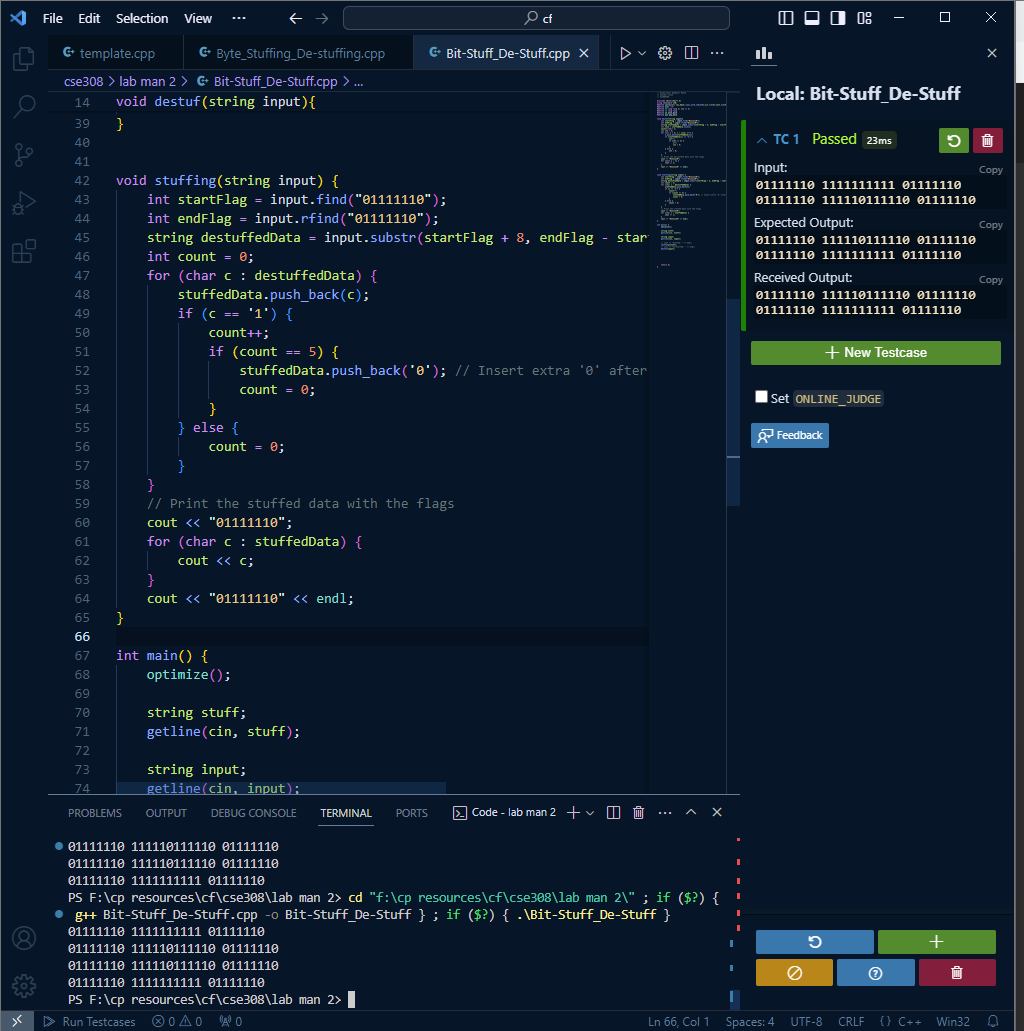 File Edit Selection View ··· cf
template.cpp Byte_Stuffing_De-stuffing.cpp Bit-Stuff_De-Stuff.cpp
cse308 > lab man 2 > Bit-Stuff_De-Stuff.cpp > ...
14 void destuf(string input){
39 }
40
41
42 void stuffing(string input) {
43 int startFlag = input.find("01111110");
44 int endFlag = input.rfind("01111110");
45 string destuffedData = input.substr(startFlag + 8, endFlag - star
46 int count = 0;
47 for (char c : destuffedData) {
48 stuffedData.push_back(c);
49 if (c == '1') {
50 count++;
51 if (count == 5) {
52 stuffedData.push_back('0'); // Insert extra '0' after
53 count = 0;
54 }
55 } else {
56 count = 0;
57 }
58 }
59 // Print the stuffed data with the flags
60 cout << "01111110";
61 for (char c : stuffedData) {
62 cout << c;
63 }
64 cout << "01111110" << endl;
65 }
66
67 int main() {
68 optimize();
69
70 string stuff;
71 getline(cin, stuff);
72
73 string input;
74 getline(cin, input);
PROBLEMS OUTPUT DEBUG CONSOLE TERMINAL PORTS Code - lab man 2
01111110 111110111110 01111110
01111110 111110111110 01111110
01111110 1111111111 01111110
PS F:\cp resources\cf\cse308\lab man 2> cd "f:\cp resources\cf\cse308\lab man 2\" ; if ($?) {
g++ Bit-Stuff_De-Stuff.cpp -o Bit-Stuff_De-Stuff } ; if ($?) { .\Bit-Stuff_De-Stuff }
01111110 1111111111 01111110
01111110 111110111110 01111110
01111110 111110111110 01111110
01111110 1111111111 01111110
PS F:\cp resources\cf\cse308\lab man 2>
Local: Bit-Stuff_De-Stuff
TC 1 Passed 23ms
Input: Copy
01111110 1111111111 01111110
01111110 111110111110 01111110
Expected Output: Copy
01111110 111110111110 01111110
01111110 1111111111 01111110
Received Output: Copy
01111110 111110111110 01111110
01111110 1111111111 01111110
+ New Testcase
Set ONLINE_JUDGE
Feedback
Run Testcases 0 0 0 Ln 66, Col 1 Spaces: 4 UTF-8 CRLF {} C++ Win32